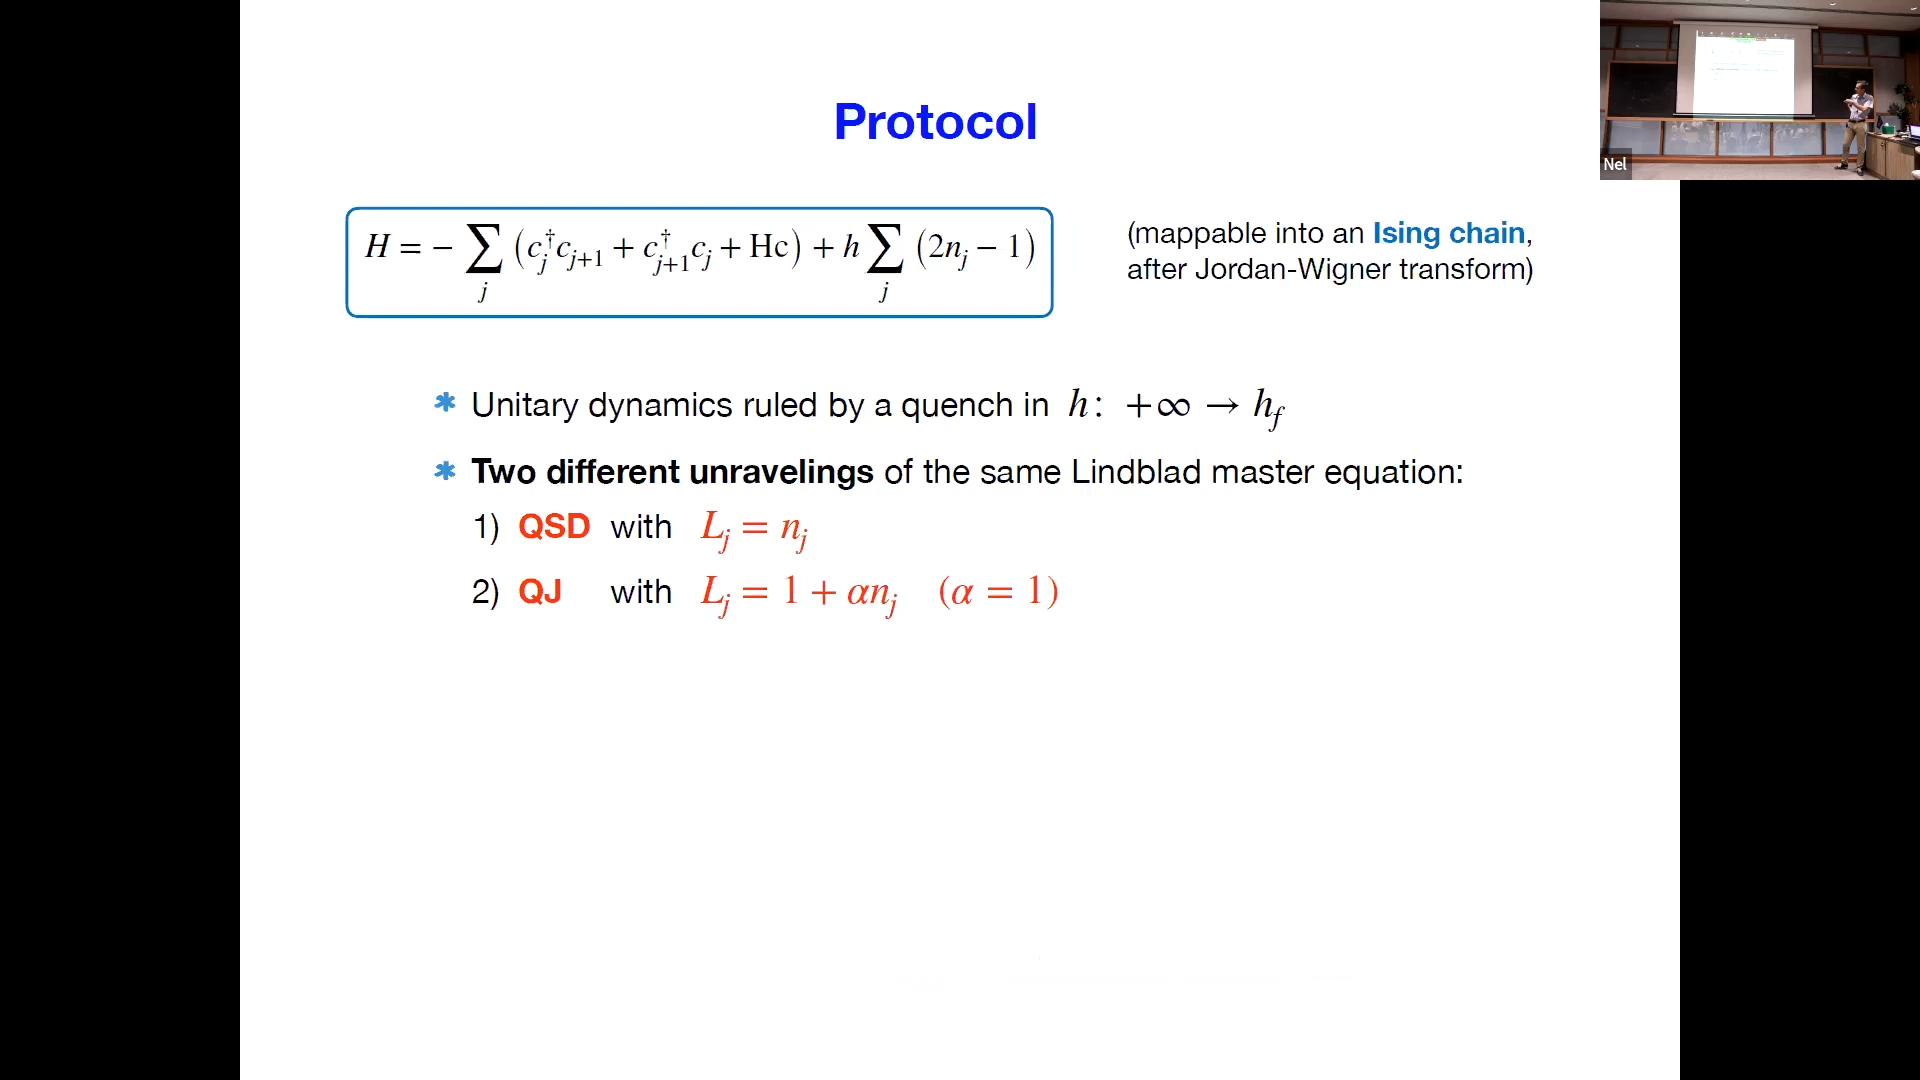 Protocol
H = − ∑_j (c_j† c_{j+1} + c_{j+1}† c_j + Hc) + h ∑_j (2n_j − 1)
(mappable into an Ising chain,
after Jordan-Wigner transform)
* Unitary dynamics ruled by a quench in h: +∞ → h_f
* Two different unravelings of the same Lindblad master equation:
1) QSD with L_j = n_j
2) QJ with L_j = 1 + αn_j (α = 1)
Nel